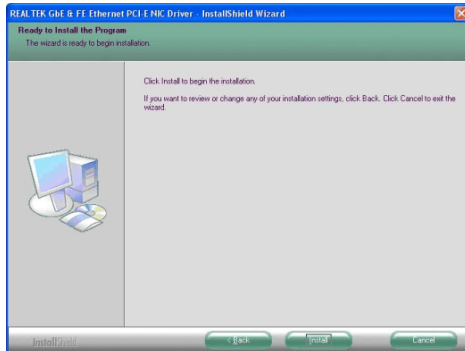 REALTEK GbE & FE Ethernet PCI-E NIC Driver - InstallShield Wizard
Ready to Install the Program
The wizard is ready to begin installation.
Click Install to begin the installation.
If you want to review or change any of your installation settings, click Back. Click Cancel to exit the
wizard.
InstallShield
< Back
Install
Cancel